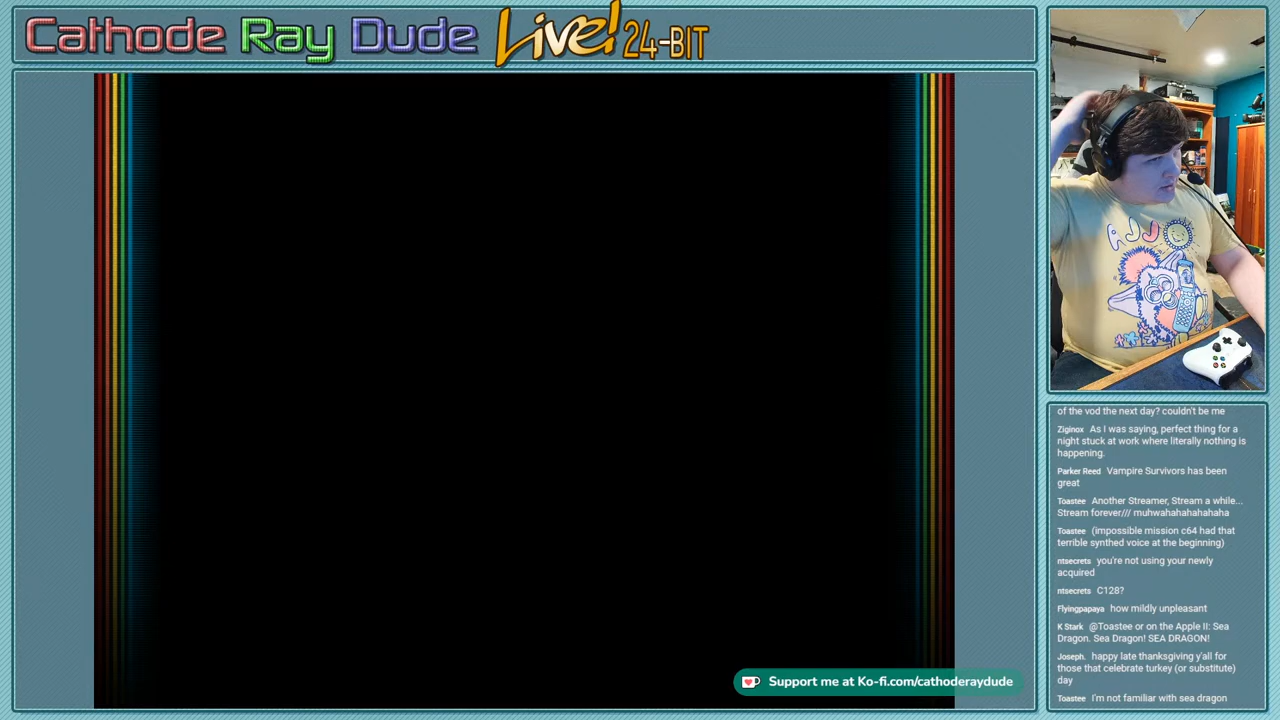 Cathode Ray Dude Live! 24-BIT
of the vod the next day? couldn't be me
Ziginox As I was saying, perfect thing for a
night stuck at work where literally nothing is
happening.
Parker Reed Vampire Survivors has been
great
Toastee Another Streamer, Stream a while...
Stream forever/// muhwahahahahaha
Toastee (impossible mission c64 had that
terrible synthed voice at the beginning)
ntsecrets you're not using your newly
acquired
ntsecrets C128?
Flyingpapaya how mildly unpleasant
K Stark @Toastee or on the Apple II: Sea
Dragon. Sea Dragon! SEA DRAGON!
Joseph. happy late thanksgiving y'all for
those that celebrate turkey (or substitute)
day
Toastee I'm not familiar with sea dragon
Support me at Ko-fi.com/cathoderaydude